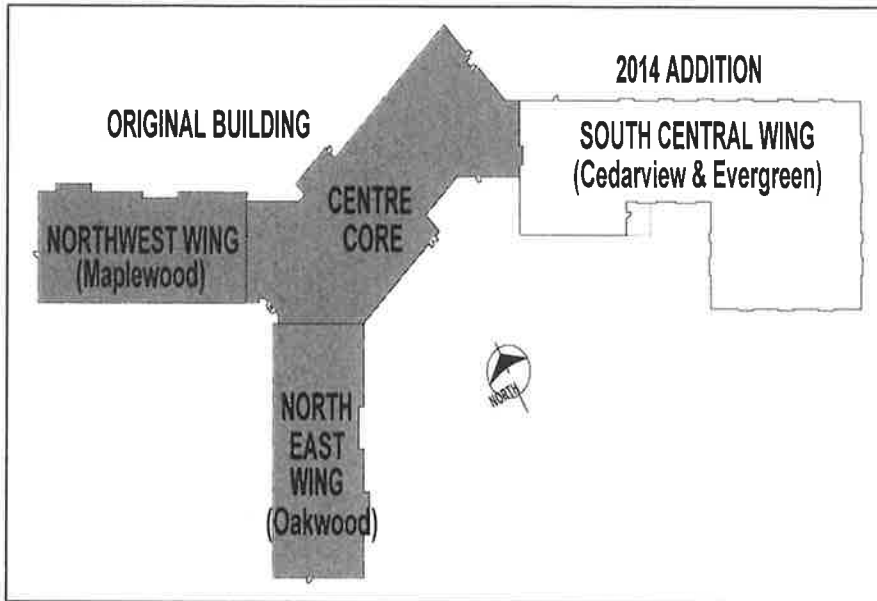 2014 ADDITION
ORIGINAL BUILDING
SOUTH CENTRAL WING
(Cedarview & Evergreen)
CENTRE
CORE
NORTHWEST WING
(Maplewood)
NORTH
EAST
WING
(Oakwood)
NORTH